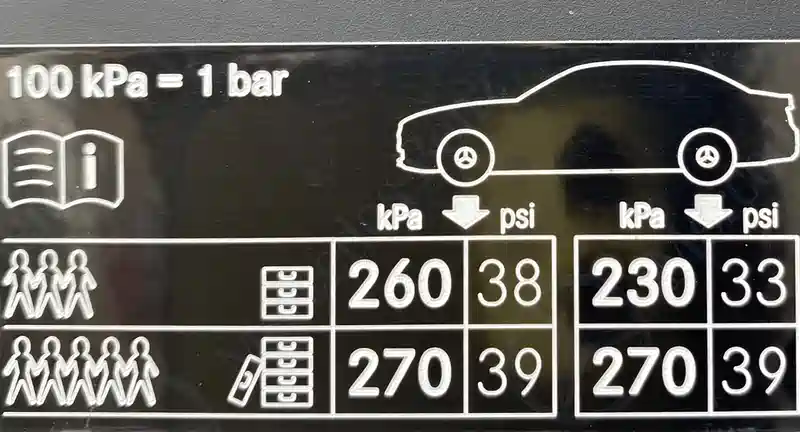 100 kPa = 1 bar
i
kPa psi kPa psi
260 38 230 33
270 39 270 39